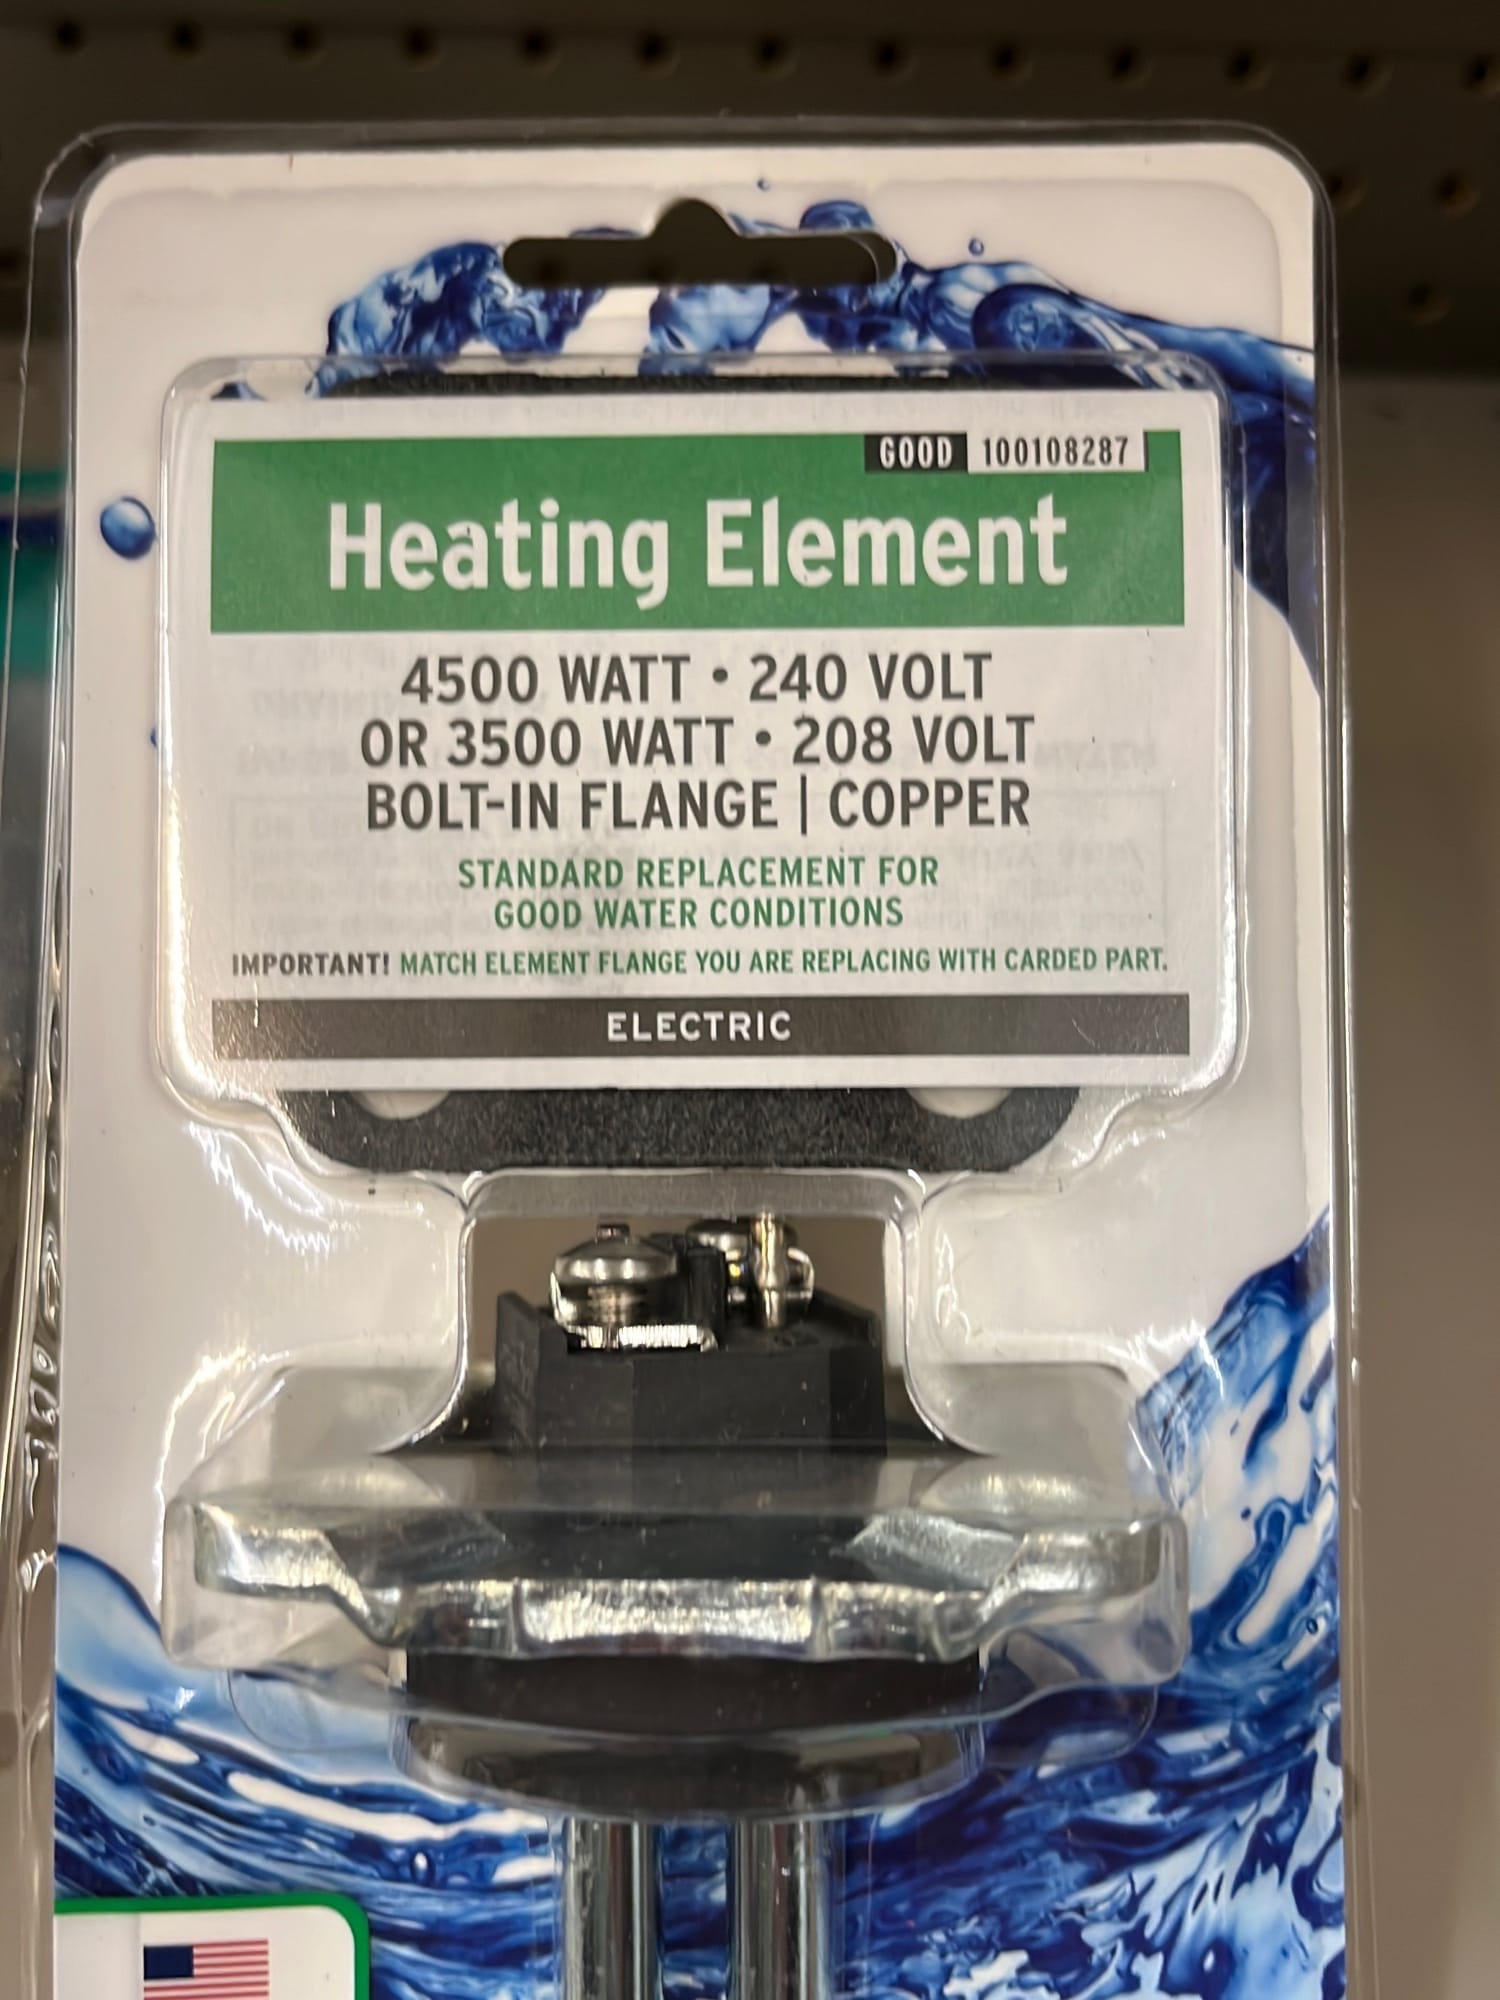 GOOD 100108287
Heating Element
4500 WATT • 240 VOLT
OR 3500 WATT • 208 VOLT
BOLT-IN FLANGE | COPPER
STANDARD REPLACEMENT FOR
GOOD WATER CONDITIONS
IMPORTANT! MATCH ELEMENT FLANGE YOU ARE REPLACING WITH CARDED PART.
ELECTRIC